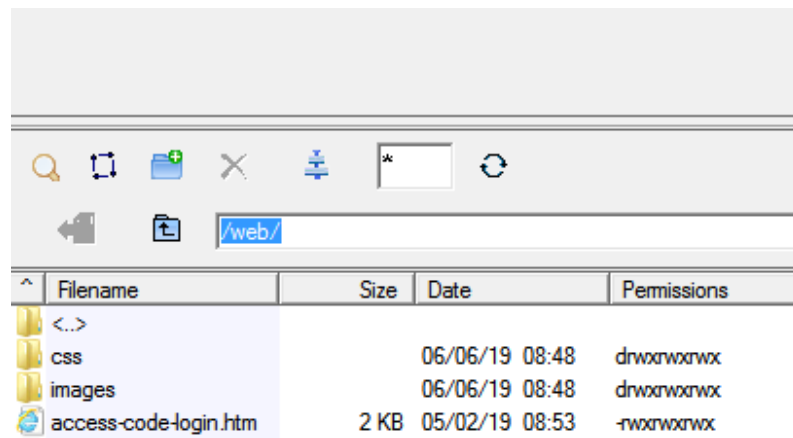 *
/web/
^ Filename Size Date Permissions
<..>
css 06/06/19 08:48 drwxrwxrwx
images 06/06/19 08:48 drwxrwxrwx
access-code-login.htm 2 KB 05/02/19 08:53 -rwxrwxrwx